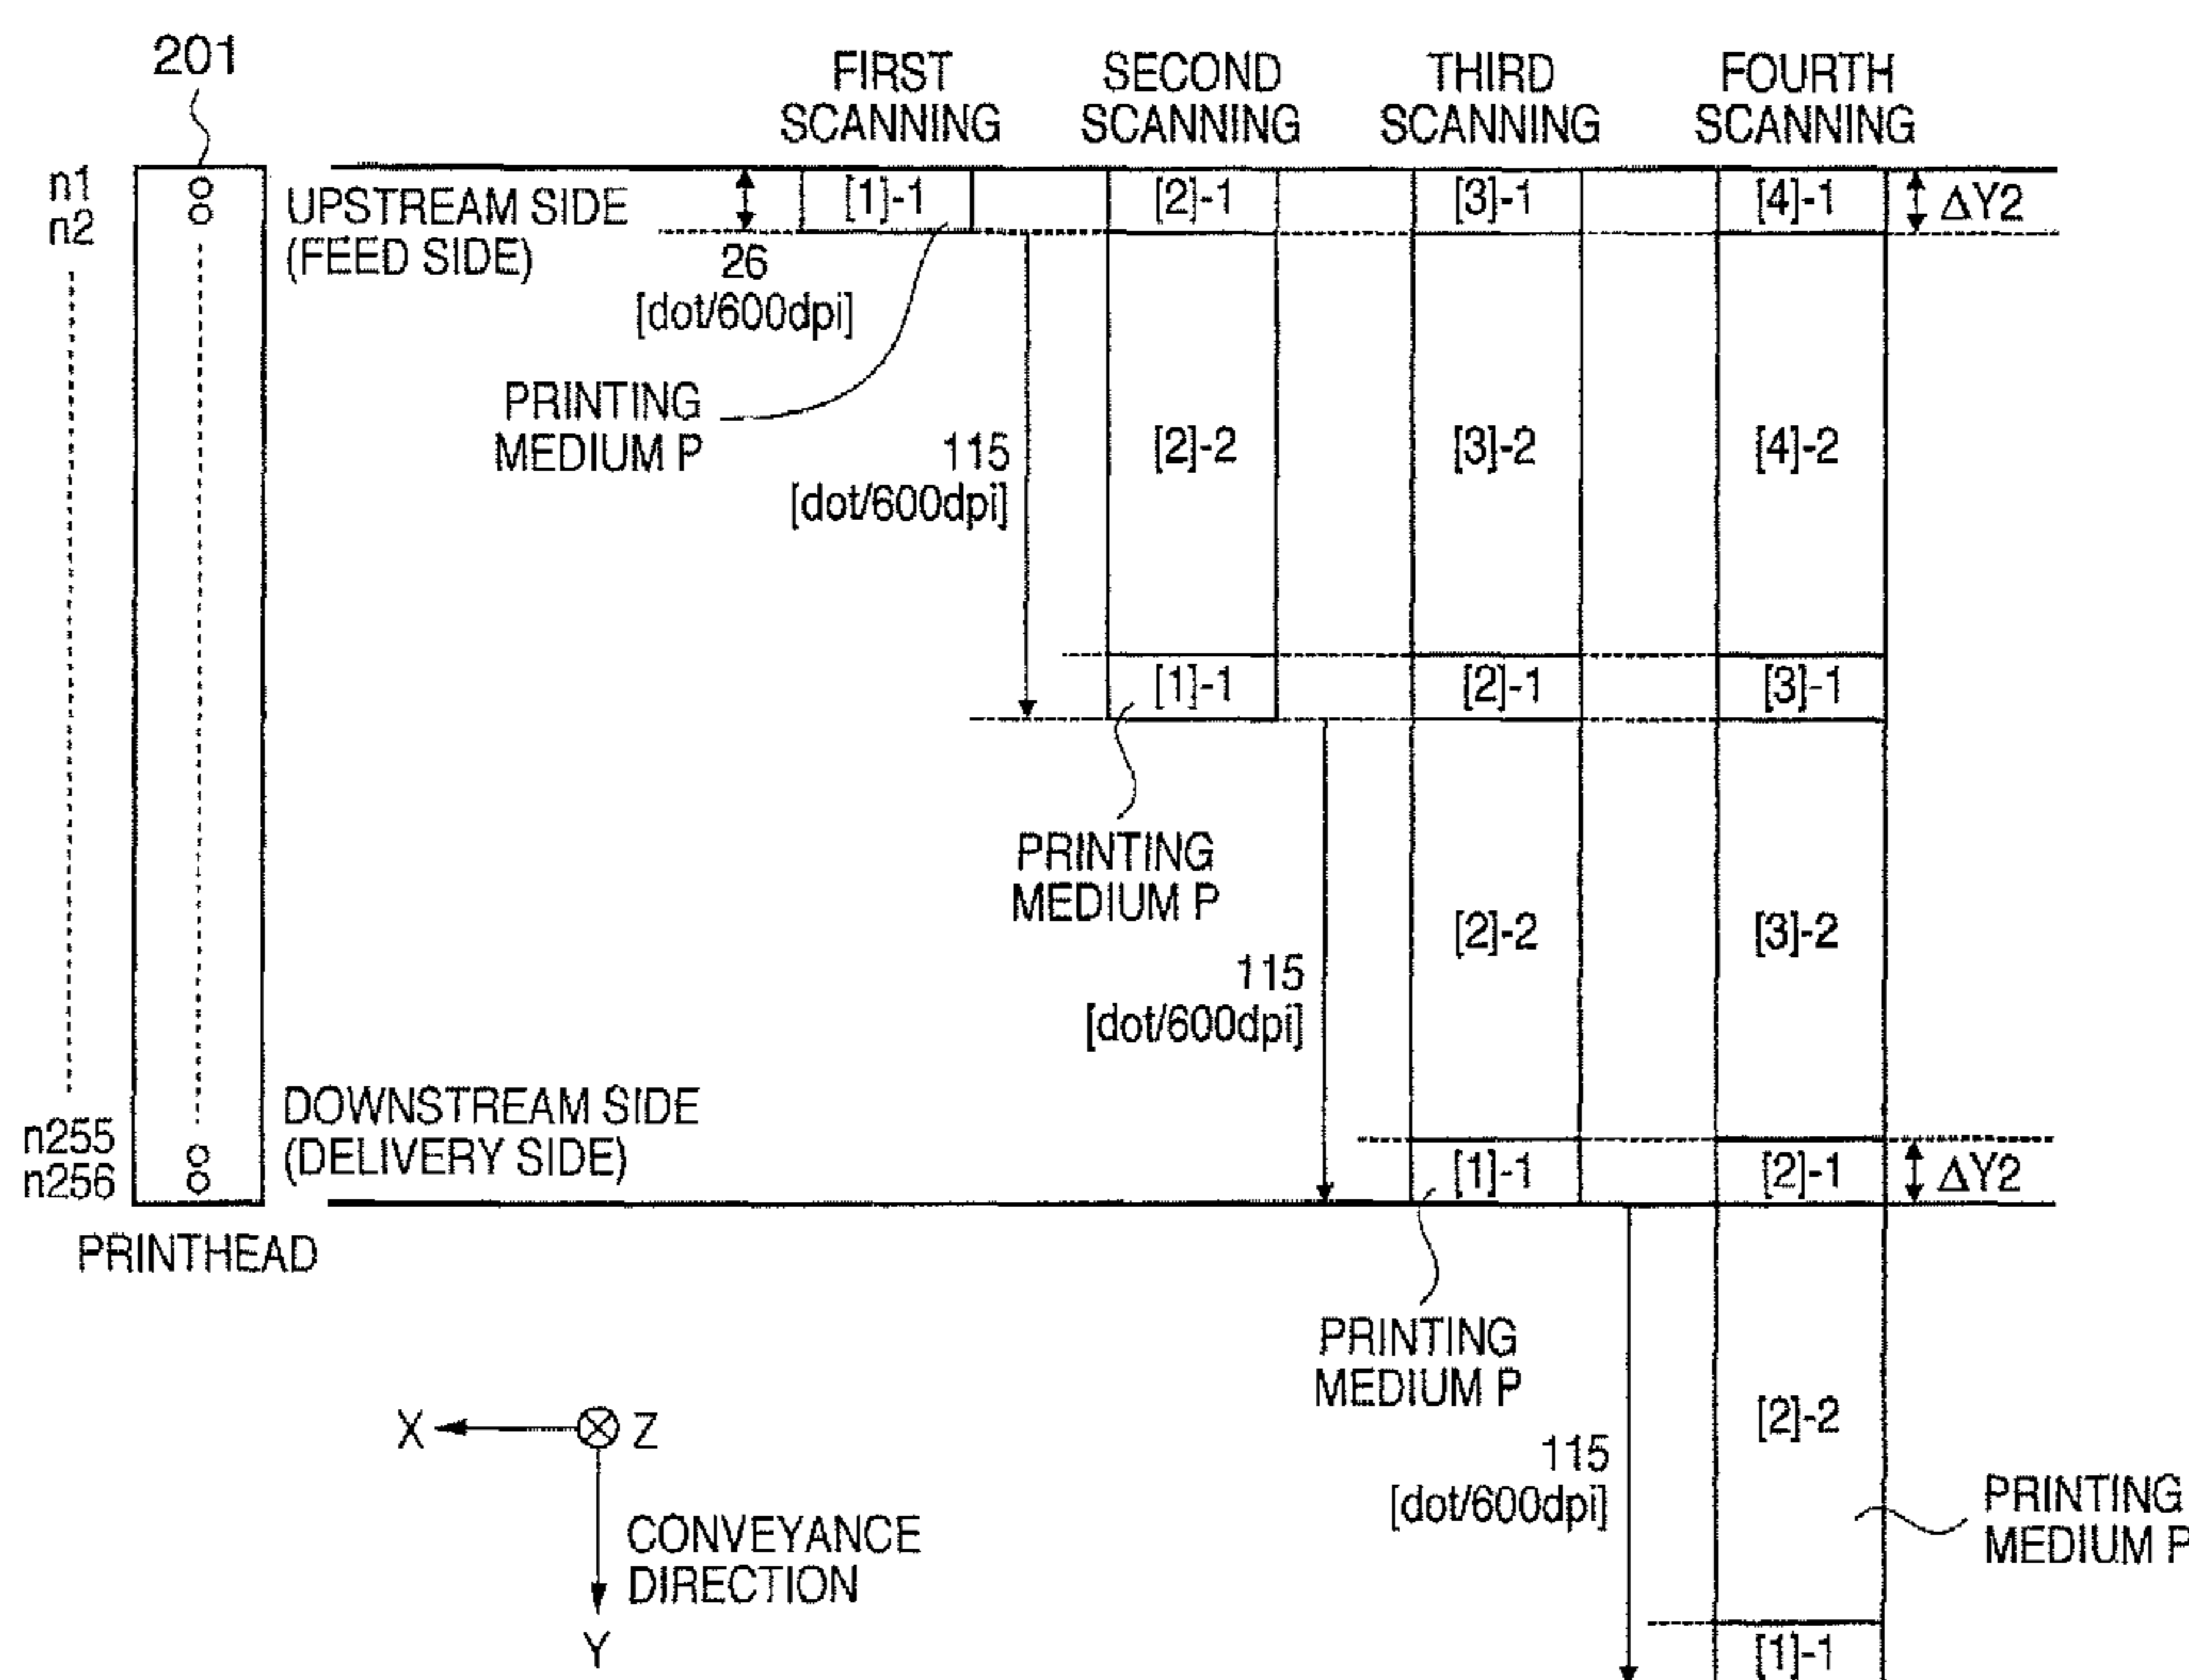 201
FIRST
SCANNING
SECOND
SCANNING
THIRD
SCANNING
FOURTH
SCANNING
n1
n2
UPSTREAM SIDE
(FEED SIDE)
[1]-1
[2]-1
[3]-1
[4]-1
ΔY2
26
[dot/600dpi]
PRINTING
MEDIUM P
115
[dot/600dpi]
[2]-2
[3]-2
[4]-2
[1]-1
[2]-1
[3]-1
PRINTING
MEDIUM P
115
[dot/600dpi]
[2]-2
[3]-2
n255
n256
DOWNSTREAM SIDE
(DELIVERY SIDE)
[1]-1
[2]-1
ΔY2
PRINTHEAD
PRINTING
MEDIUM P
X
Z
CONVEYANCE
DIRECTION
Y
115
[dot/600dpi]
[2]-2
PRINTING
MEDIUM P
[1]-1